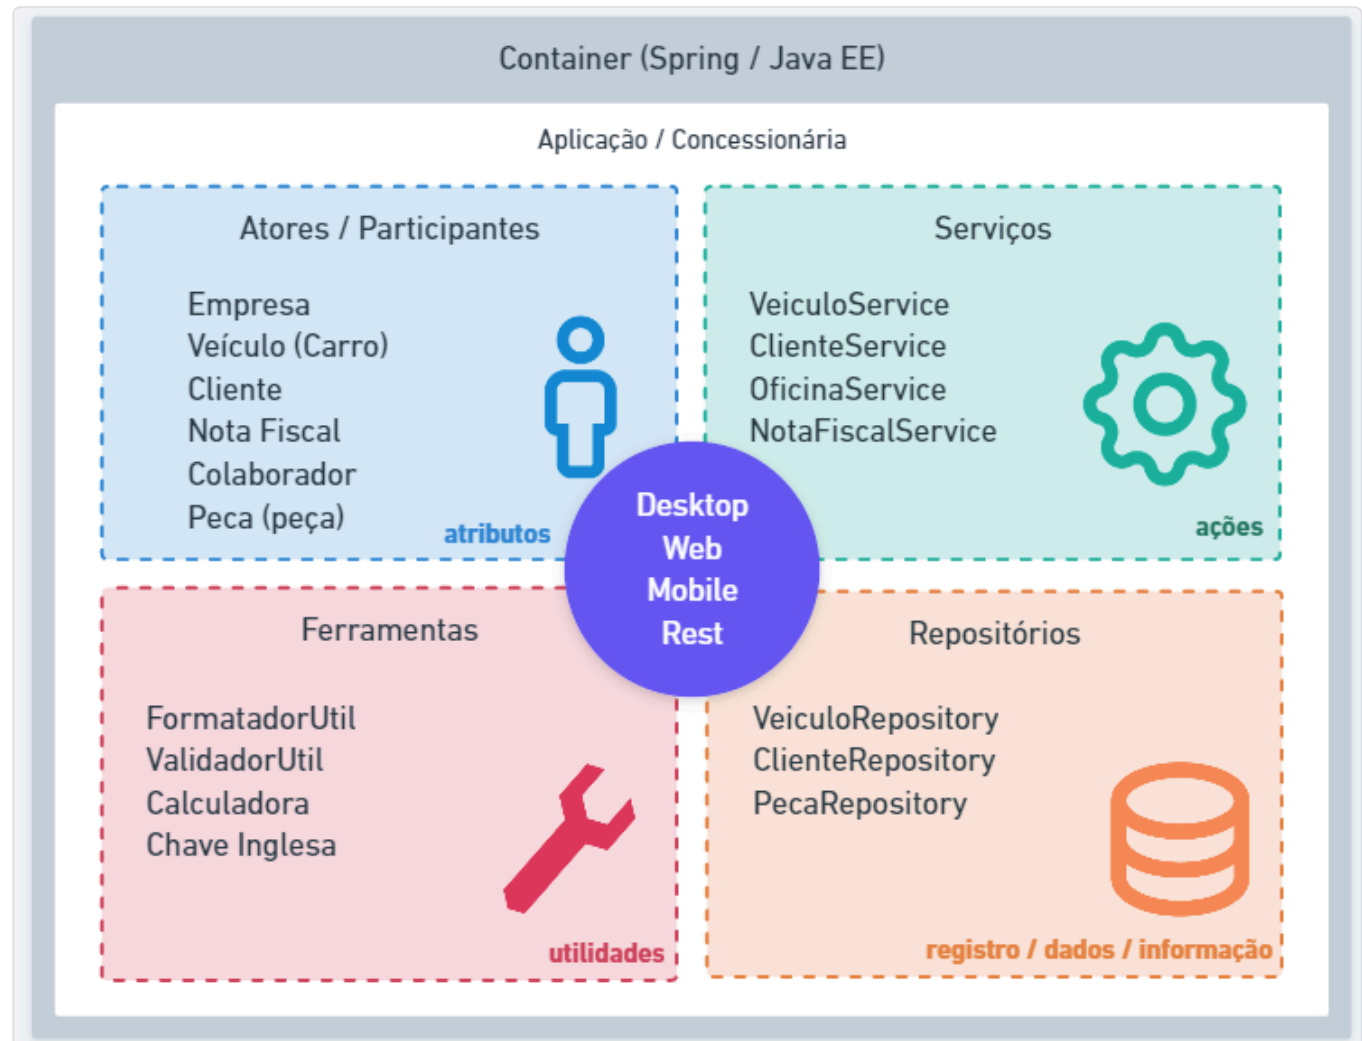 Container (Spring / Java EE)
Aplicação / Concessionária
Atores / Participantes
Empresa
Veículo (Carro)
Cliente
Nota Fiscal
Colaborador
Peca (peça)
atributos
Serviços
VeiculoService
ClienteService
OficinaService
NotaFiscalService
ações
Desktop
Web
Mobile
Rest
Ferramentas
FormatadorUtil
ValidadorUtil
Calculadora
Chave Inglesa
utilidades
Repositórios
VeiculoRepository
ClienteRepository
PecaRepository
registro / dados / informação